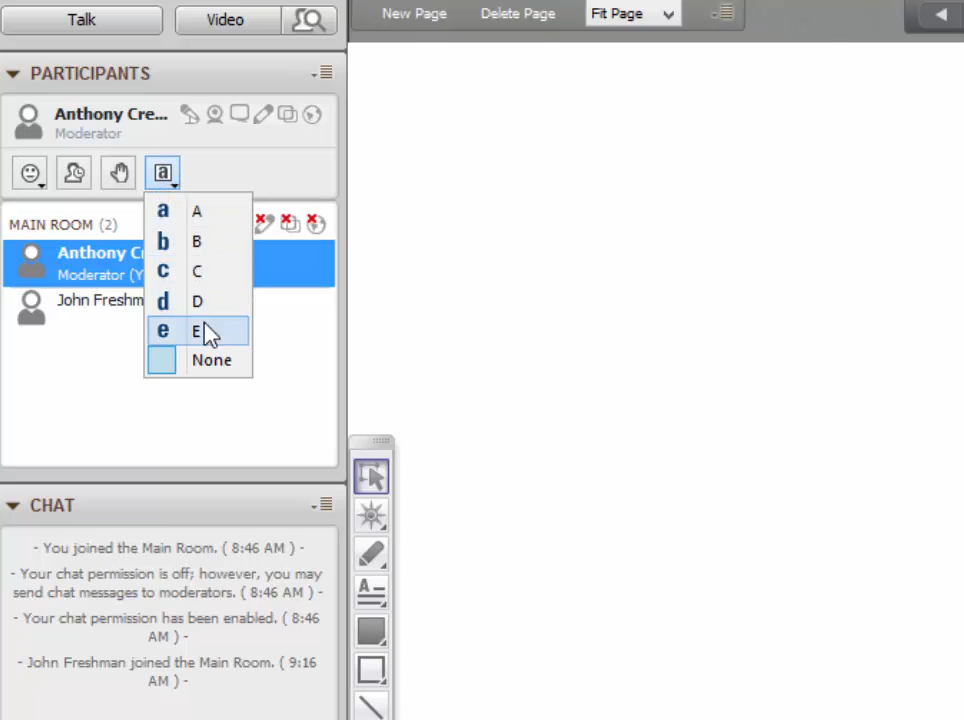 Talk Video
New Page Delete Page Fit Page
PARTICIPANTS
Anthony Cre...
Moderator
a
a A
MAIN ROOM (2)
b B
Anthony
c C
Moderator
d D
John Freshm
e E
None
CHAT
- You joined the Main Room. ( 8:46 AM ) -
- Your chat permission is off; however, you may
send chat messages to moderators. ( 8:46 AM ) -
- Your chat permission has been enabled. ( 8:46
AM ) -
- John Freshman joined the Main Room. ( 9:16
AM ) -
A